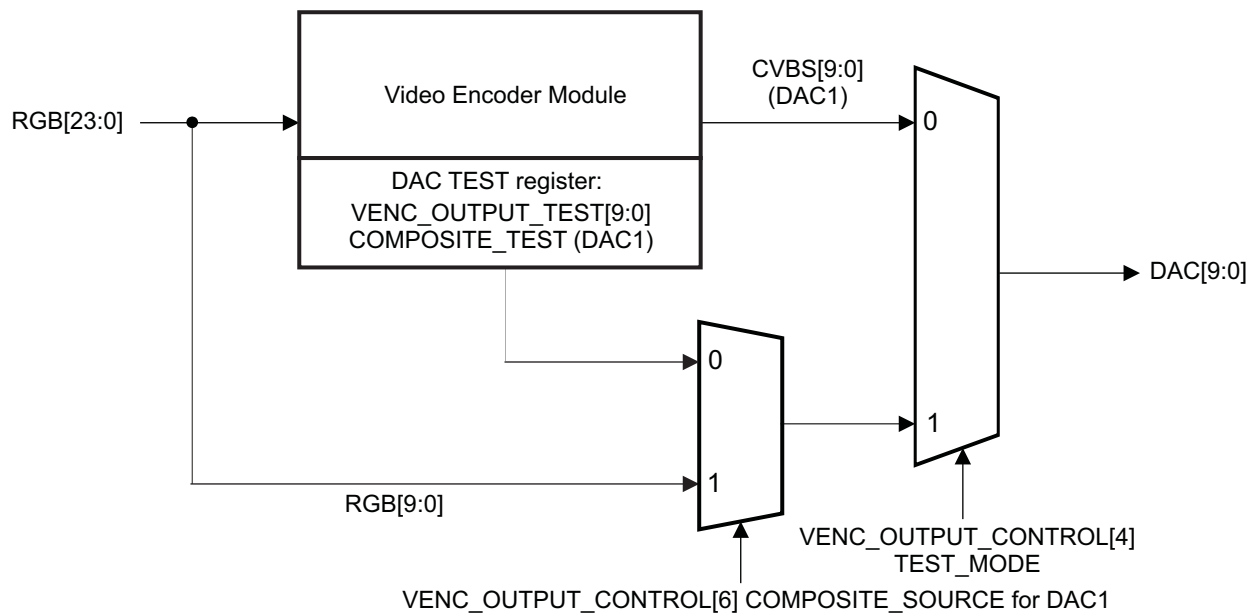 RGB[23:0]
Video Encoder Module
DAC TEST register:
VENC_OUTPUT_TEST[9:0]
COMPOSITE_TEST (DAC1)
CVBS[9:0]
(DAC1)
0
1
DAC[9:0]
0
1
RGB[9:0]
VENC_OUTPUT_CONTROL[4]
TEST_MODE
VENC_OUTPUT_CONTROL[6] COMPOSITE_SOURCE for DAC1